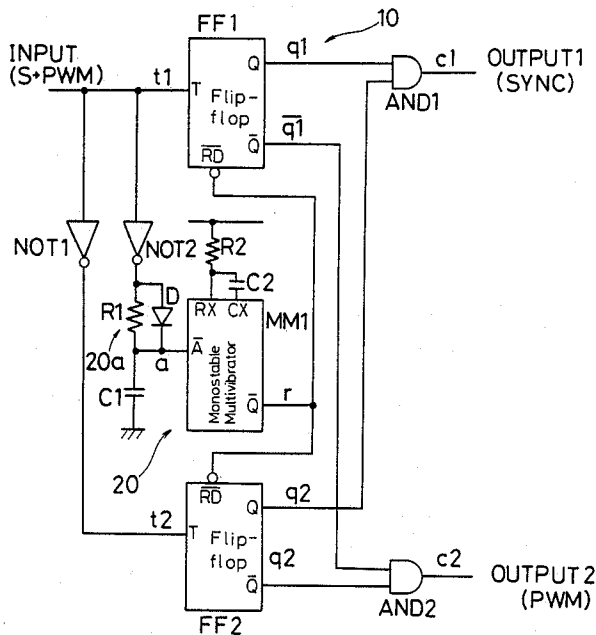 FF1
10
INPUT
(S+PWM)
t1
T
Flip-
flop
Q
Q̅
R̅D̅
q1
q̅1̅
AND1
c1
OUTPUT1
(SYNC)
NOT1
NOT2
R1
D
20a
C1
a
R2
C2
RX
CX
MM1
A̅
Monostable
Multivibrator
Q̅
r
20
t2
T
R̅D̅
Flip-
flop
Q
Q̅
q2
q2
FF2
AND2
c2
OUTPUT2
(PWM)